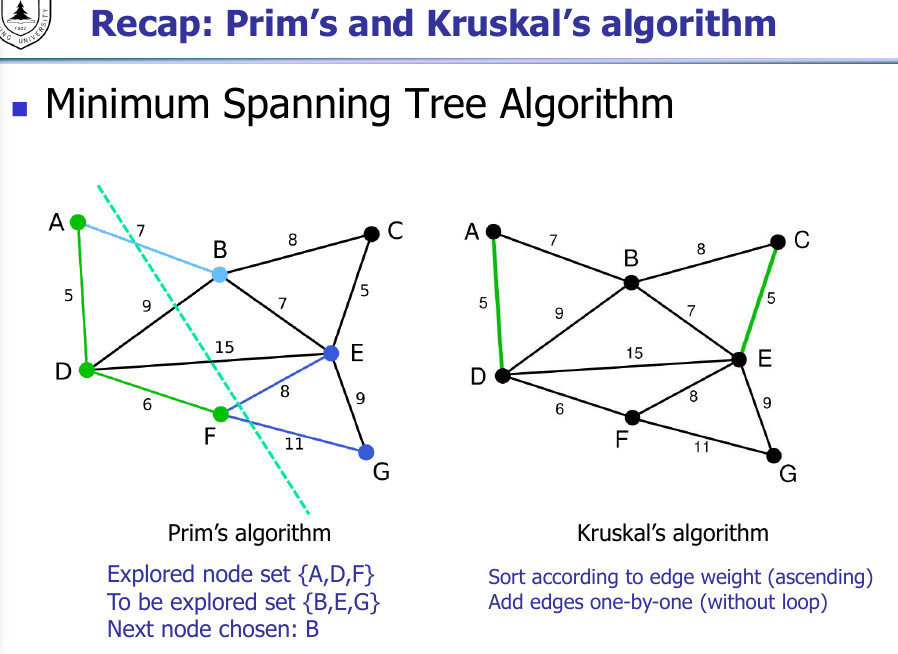 Recap: Prim's and Kruskal's algorithm
1902
ING UNIVERSITY
Minimum Spanning Tree Algorithm
A
7
B
8
C
5
9
7
5
15
D
E
6
8
9
F
11
G
A
7
B
8
C
5
9
7
5
15
D
E
6
8
9
F
11
G
Prim's algorithm
Explored node set {A,D,F}
To be explored set {B,E,G}
Next node chosen: B
Kruskal's algorithm
Sort according to edge weight (ascending)
Add edges one-by-one (without loop)